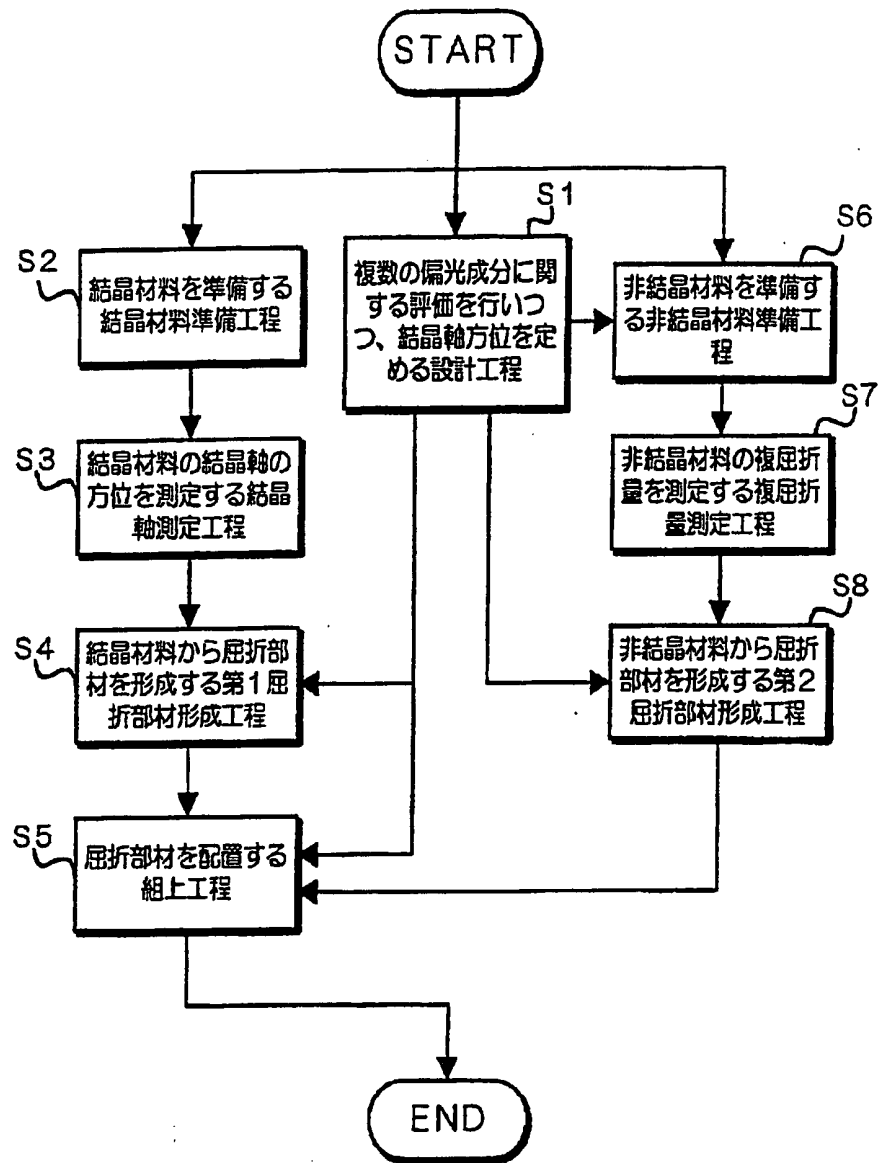 START
S1
複数の偏光成分に関
する評価を行いつ
つ、結晶軸方位を定
める設計工程
S2
結晶材料を準備する
結晶材料準備工程
S3
結晶材料の結晶軸の
方位を測定する結晶
軸測定工程
S4
結晶材料から屈折部
材を形成する第1屈
折部材形成工程
S5
屈折部材を配置する
組上工程
S6
非結晶材料を準備す
る非結晶材料準備工
程
S7
非結晶材料の複屈折
量を測定する複屈折
量測定工程
S8
非結晶材料から屈折
部材を形成する第2
屈折部材形成工程
END